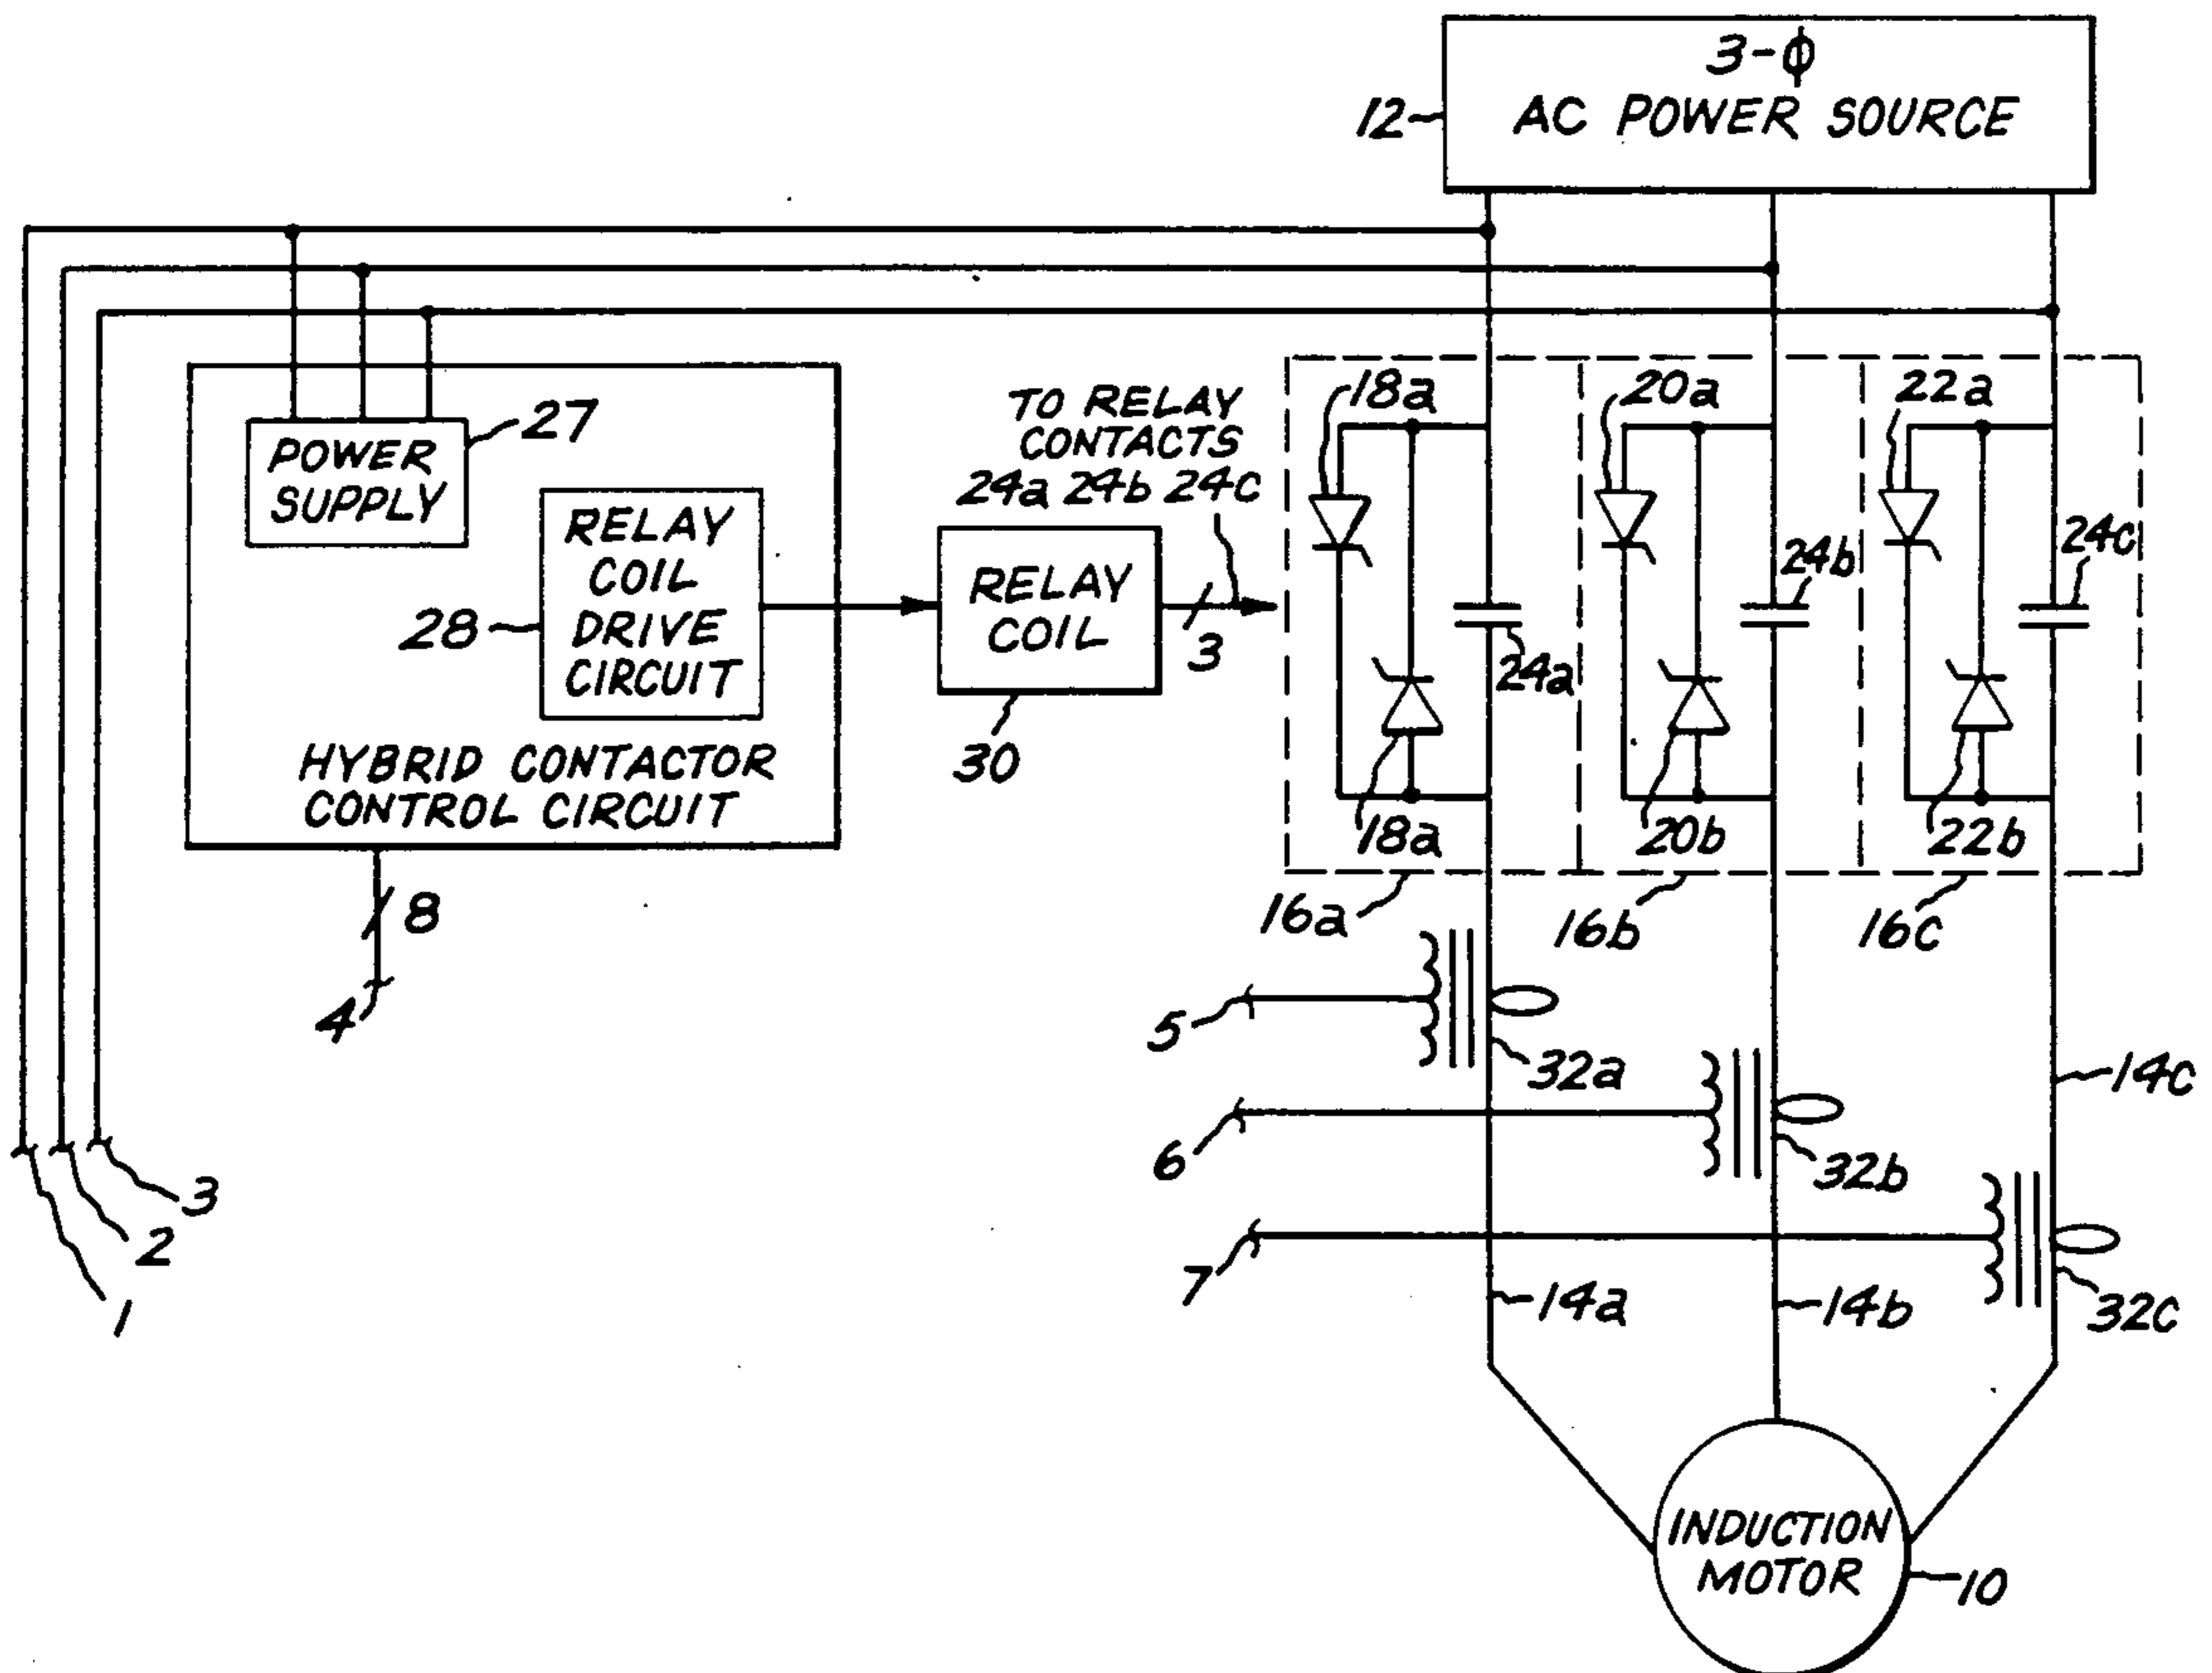 3-φ
12
AC POWER SOURCE
27
POWER
SUPPLY
28
RELAY
COIL
DRIVE
CIRCUIT
HYBRID CONTACTOR
CONTROL CIRCUIT
8
4
TO RELAY
CONTACTS
24a 24b 24c
RELAY
COIL
3
30
18a
20a
22a
24a
24b
24c
18a
20b
22b
16a
16b
16c
5
32a
14c
6
32b
7
32c
14a
14b
3
2
1
INDUCTION
MOTOR
10